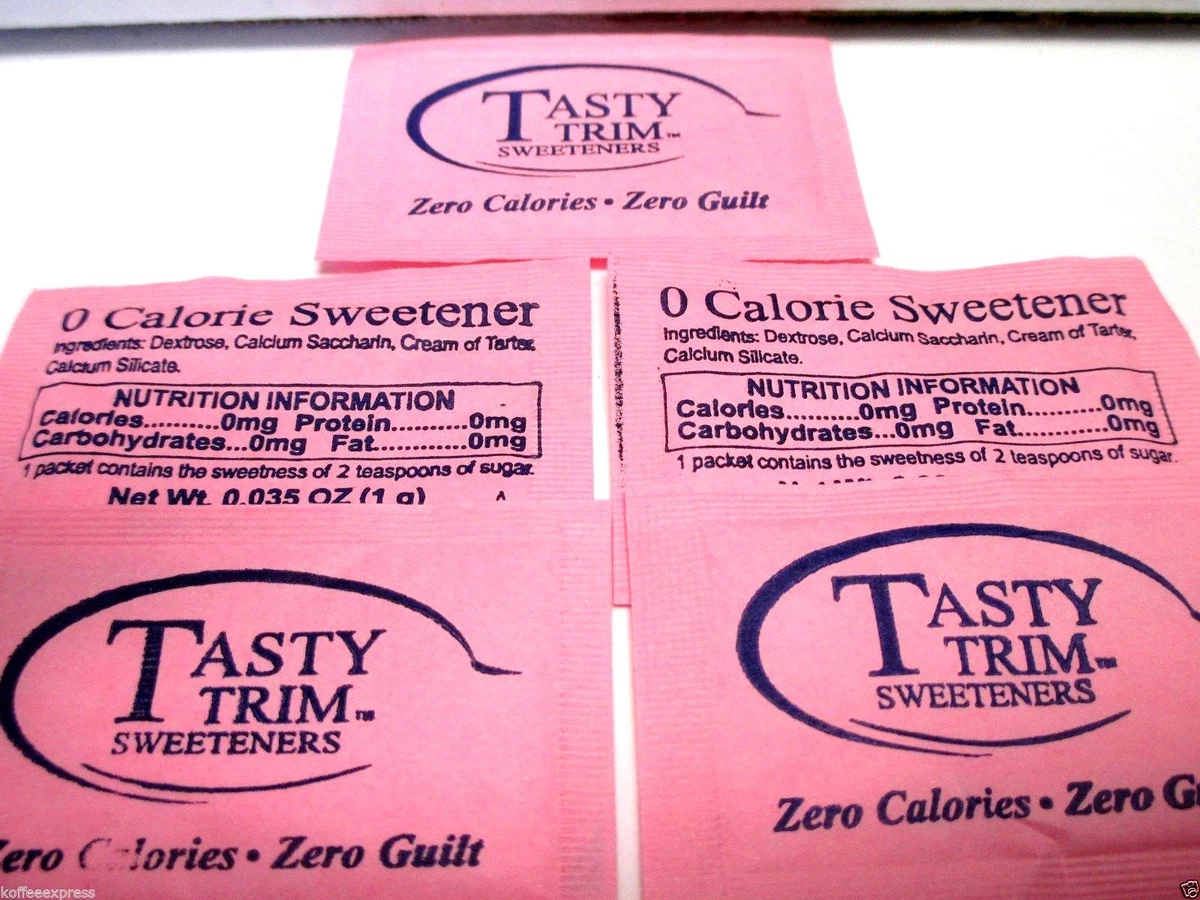 TASTY
TRIM™
SWEETENERS
Zero Calories • Zero Guilt
0 Calorie Sweetener
Ingredients: Dextrose, Calcium Saccharin, Cream of Tartar,
Calcium Silicate.
NUTRITION INFORMATION
Calories..........0mg Protein...........0mg
Carbohydrates...0mg Fat..............0mg
1 packet contains the sweetness of 2 teaspoons of sugar.
Net Wt. 0.035 OZ (1 g)
0 Calorie Sweetener
Ingredients: Dextrose, Calcium Saccharin, Cream of Tartar,
Calcium Silicate.
NUTRITION INFORMATION
Calories..........0mg Protein...........0mg
Carbohydrates...0mg Fat..............0mg
1 packet contains the sweetness of 2 teaspoons of sugar.
TASTY
TRIM™
SWEETENERS
Zero Calories • Zero Guilt
TASTY
TRIM™
SWEETENERS
Zero Calories • Zero G
koffeeexpress